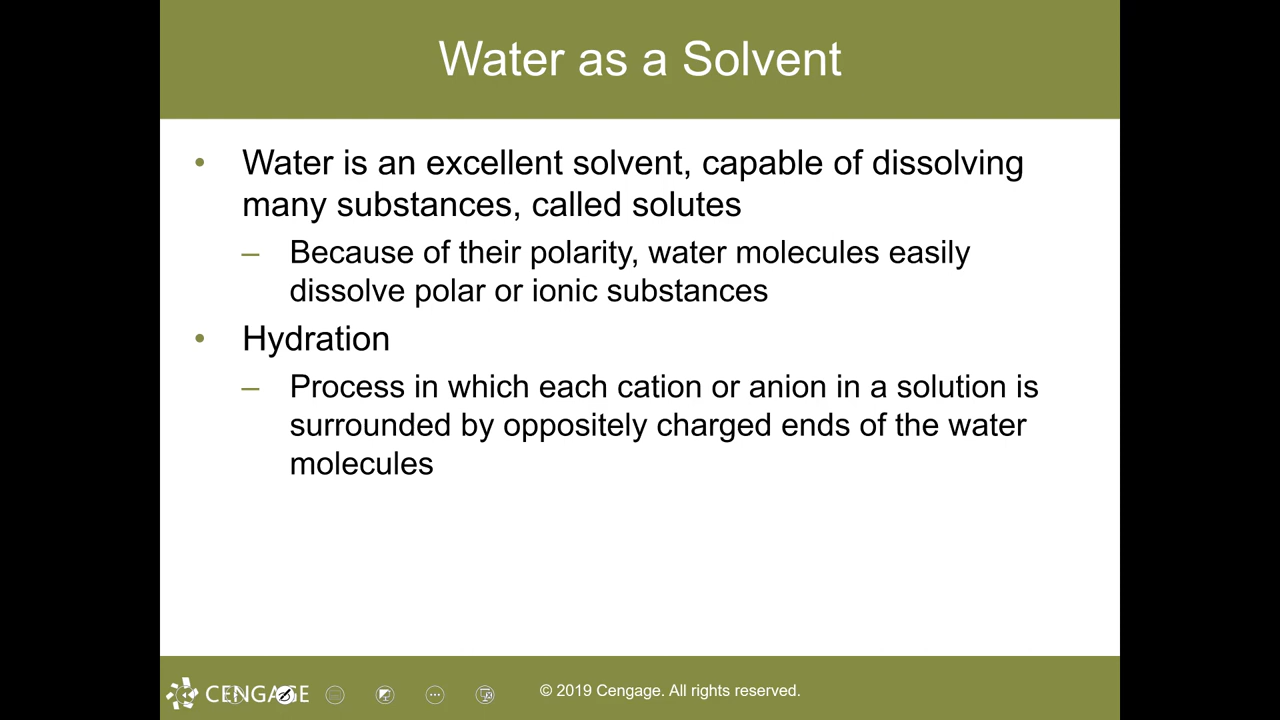 Water as a Solvent
• Water is an excellent solvent, capable of dissolving
many substances, called solutes
– Because of their polarity, water molecules easily
dissolve polar or ionic substances
• Hydration
– Process in which each cation or anion in a solution is
surrounded by oppositely charged ends of the water
molecules
CENGAGE
© 2019 Cengage. All rights reserved.